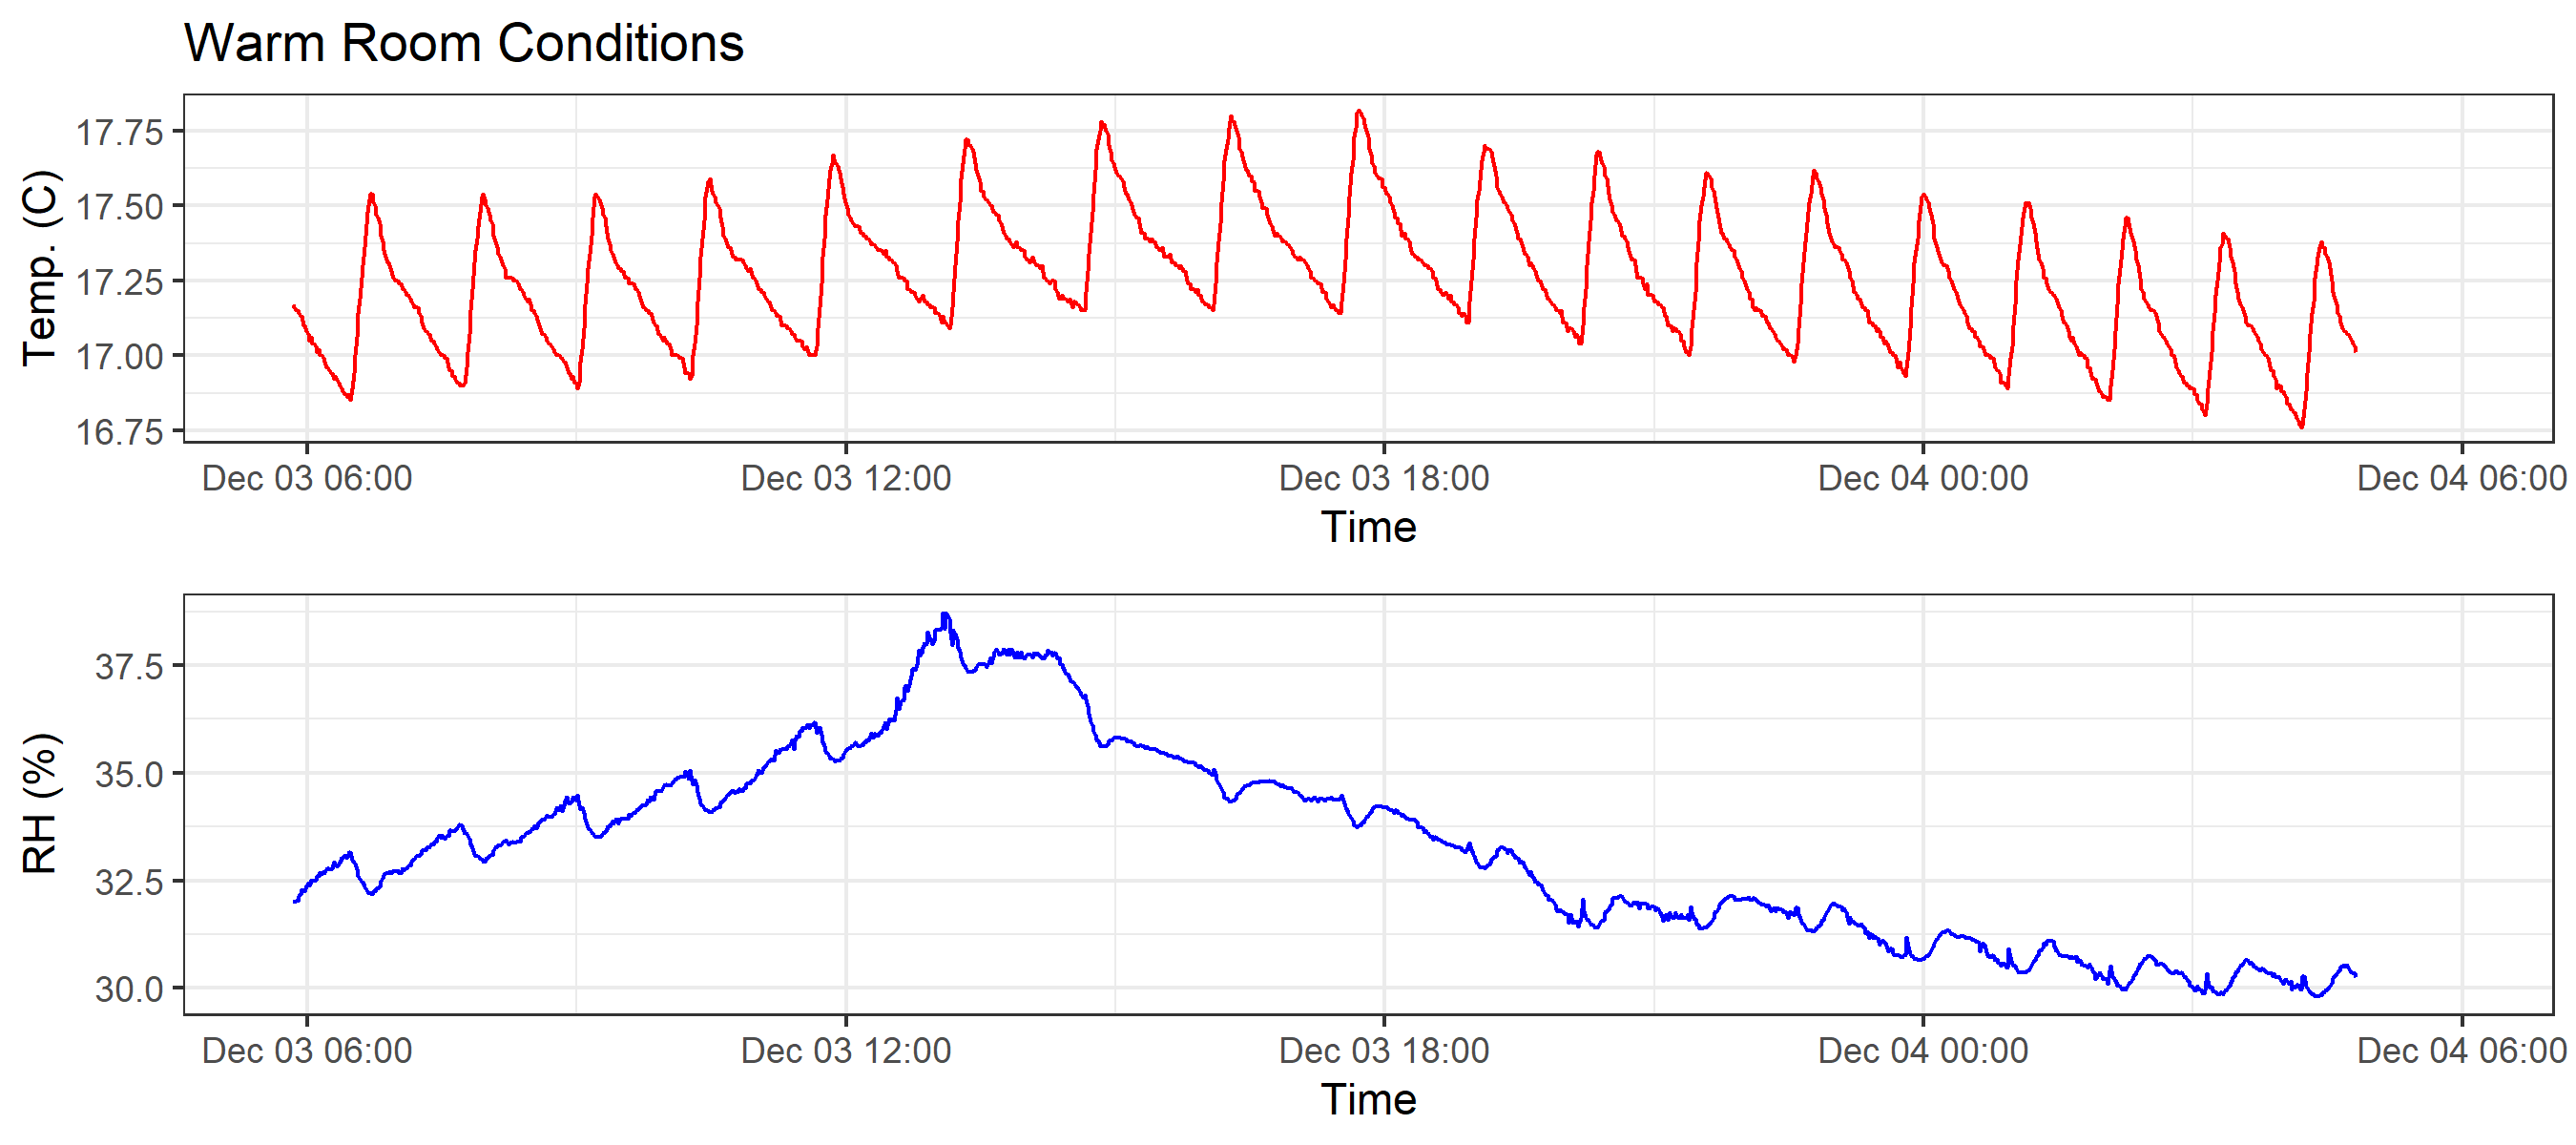 Warm Room Conditions
Temp. (C)
17.75
17.50
17.25
17.00
16.75
Dec 03 06:00 Dec 03 12:00 Dec 03 18:00 Dec 04 00:00 Dec 04 06:00
Time
RH (%)
37.5
35.0
32.5
30.0
Dec 03 06:00 Dec 03 12:00 Dec 03 18:00 Dec 04 00:00 Dec 04 06:00
Time